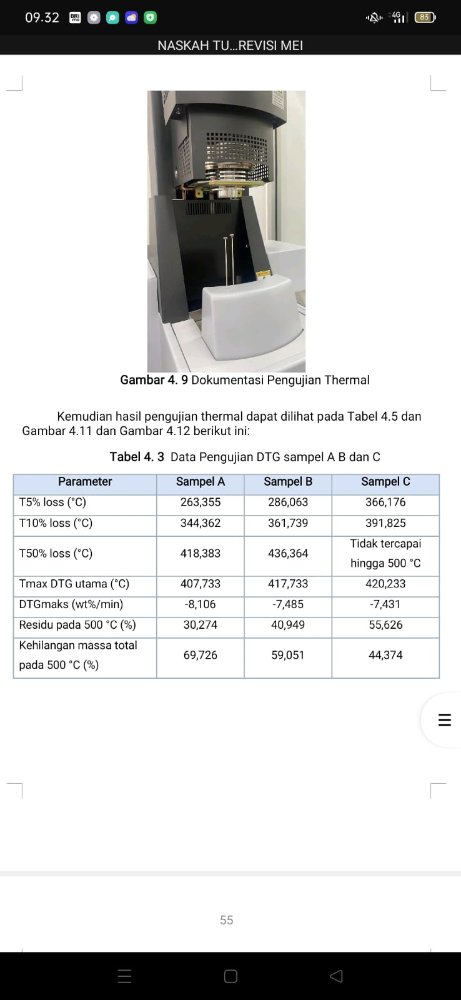 09.32 BRI mo 4G 83
NASKAH TU...REVISI MEI
Gambar 4. 9 Dokumentasi Pengujian Thermal
Kemudian hasil pengujian thermal dapat dilihat pada Tabel 4.5 dan
Gambar 4.11 dan Gambar 4.12 berikut ini:
Tabel 4. 3 Data Pengujian DTG sampel A B dan C
Parameter Sampel A Sampel B Sampel C
T5% loss (°C) 263,355 286,063 366,176
T10% loss (°C) 344,362 361,739 391,825
T50% loss (°C) 418,383 436,364 Tidak tercapai
hingga 500 °C
Tmax DTG utama (°C) 407,733 417,733 420,233
DTGmaks (wt%/min) -8,106 -7,485 -7,431
Residu pada 500 °C (%) 30,274 40,949 55,626
Kehilangan massa total
pada 500 °C (%) 69,726 59,051 44,374
55